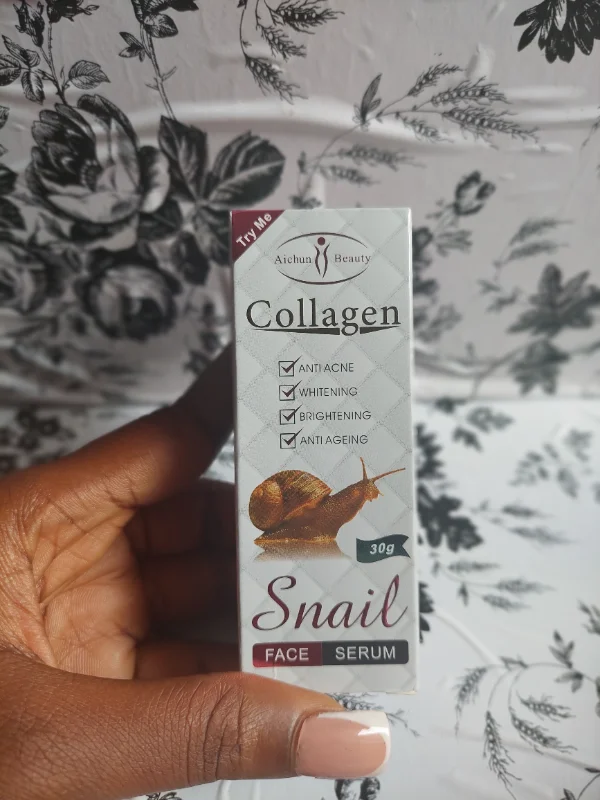 Try Me
Aichun Beauty
Collagen
ANTI ACNE
WHITENING
BRIGHTENING
ANTI AGEING
30g
Snail
FACE SERUM